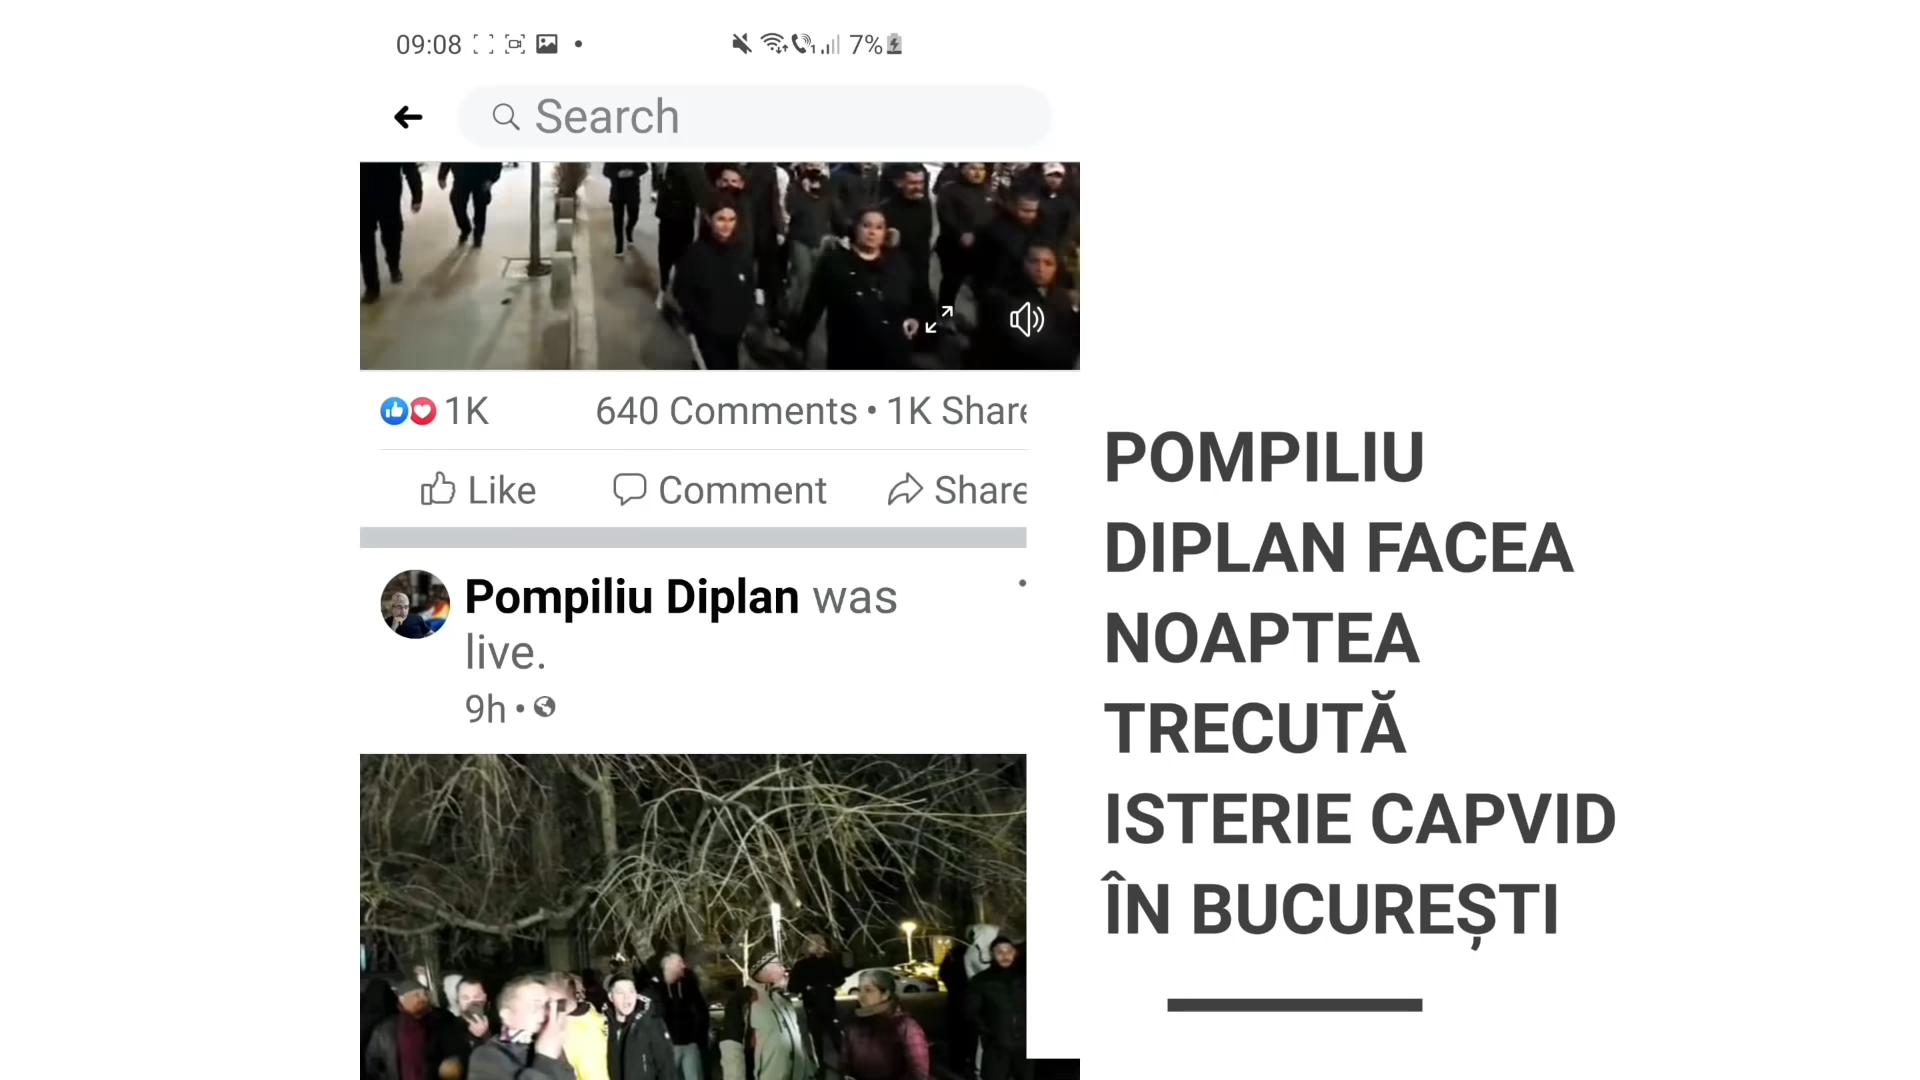 09:08
7%
Search
1K 640 Comments • 1K Share
Like Comment Share
Pompiliu Diplan was
live.
9h •
POMPILIU
DIPLAN FACEA
NOAPTEA
TRECUTĂ
ISTERIE CAPVID
ÎN BUCUREȘTI